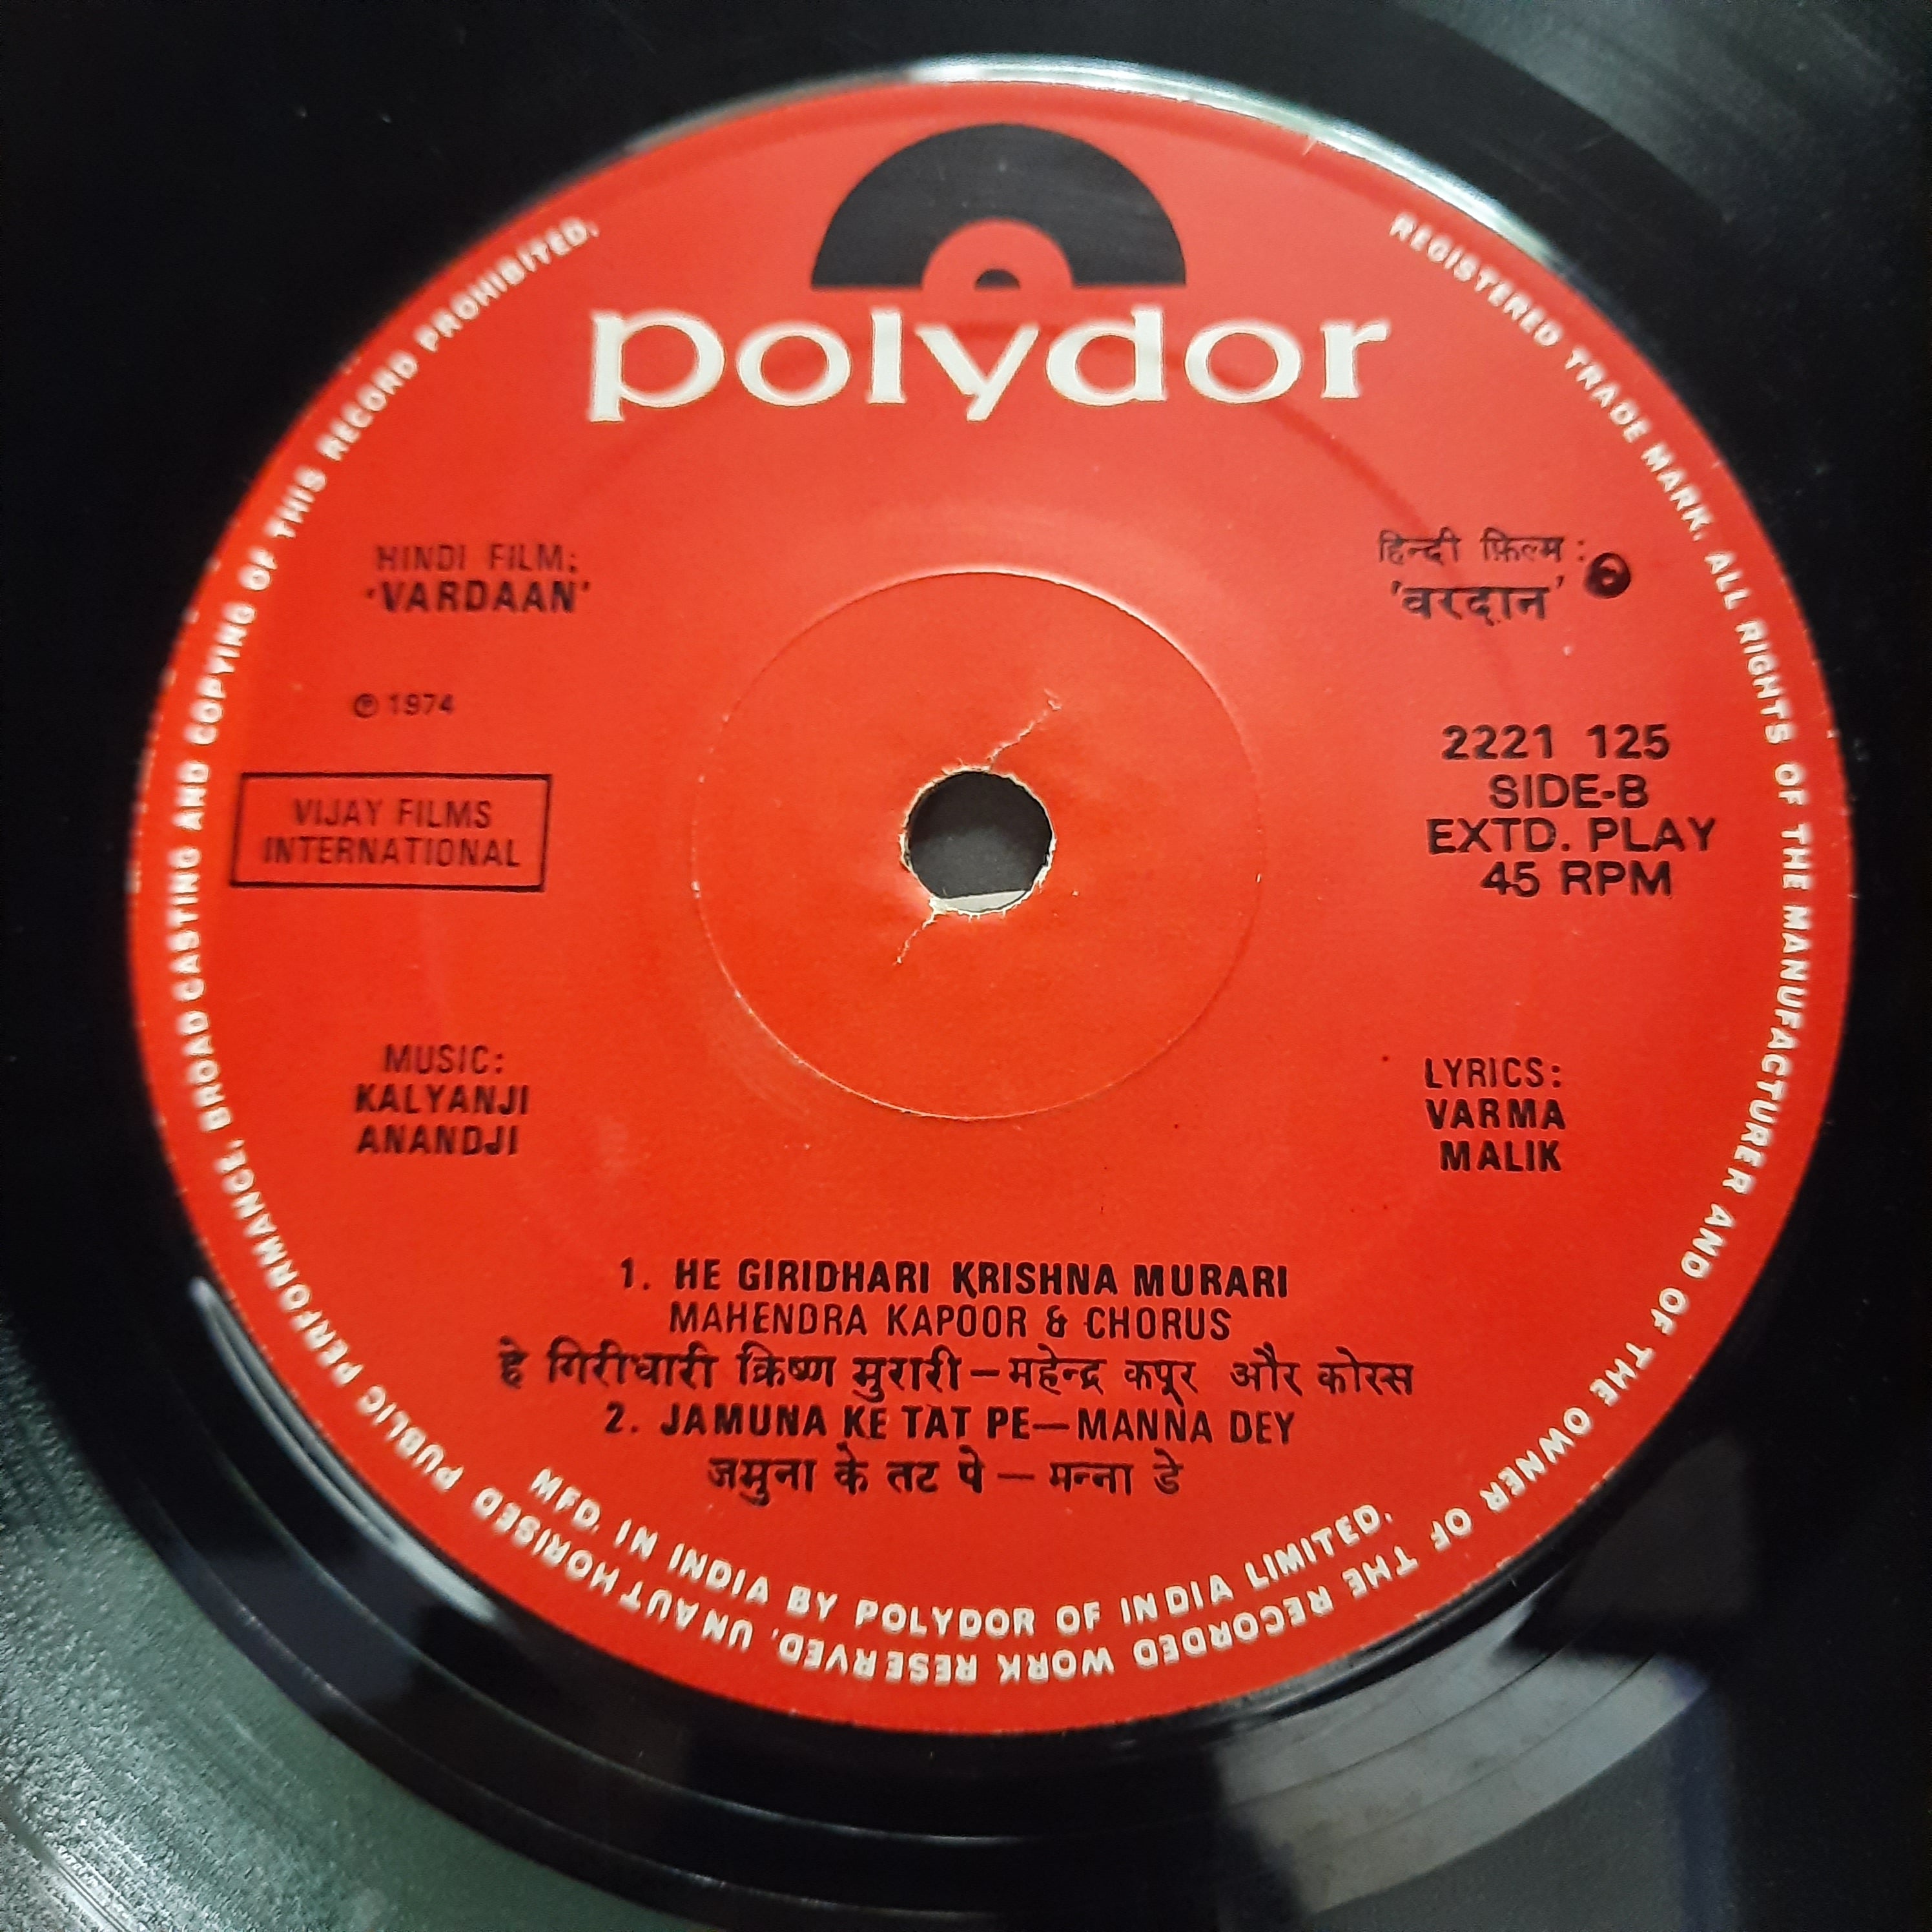 polydor
HINDI FILM:
'VARDAAN'
हिन्दी फ़िल्म :
'वरदान'
℗ 1974
VIJAY FILMS
INTERNATIONAL
2221 125
SIDE-B
EXTD. PLAY
45 RPM
MUSIC:
KALYANJI
ANANDJI
LYRICS:
VARMA
MALIK
1. HE GIRIDHARI KRISHNA MURARI
MAHENDRA KAPOOR & CHORUS
हे गिरीधारी क्रिष्ण मुरारी – महेन्द्र कपूर और कोरस
2. JAMUNA KE TAT PE — MANNA DEY
जमुना के तट पे — मन्ना डे
MFD. IN INDIA BY POLYDOR OF INDIA LIMITED.
REGISTERED TRADE MARK. ALL RIGHTS OF THE MANUFACTURER AND OF THE OWNER OF THE RECORDED WORK RESERVED. UNAUTHORISED PUBLIC PERFORMANCE, BROADCASTING AND COPYING OF THIS RECORD PROHIBITED.